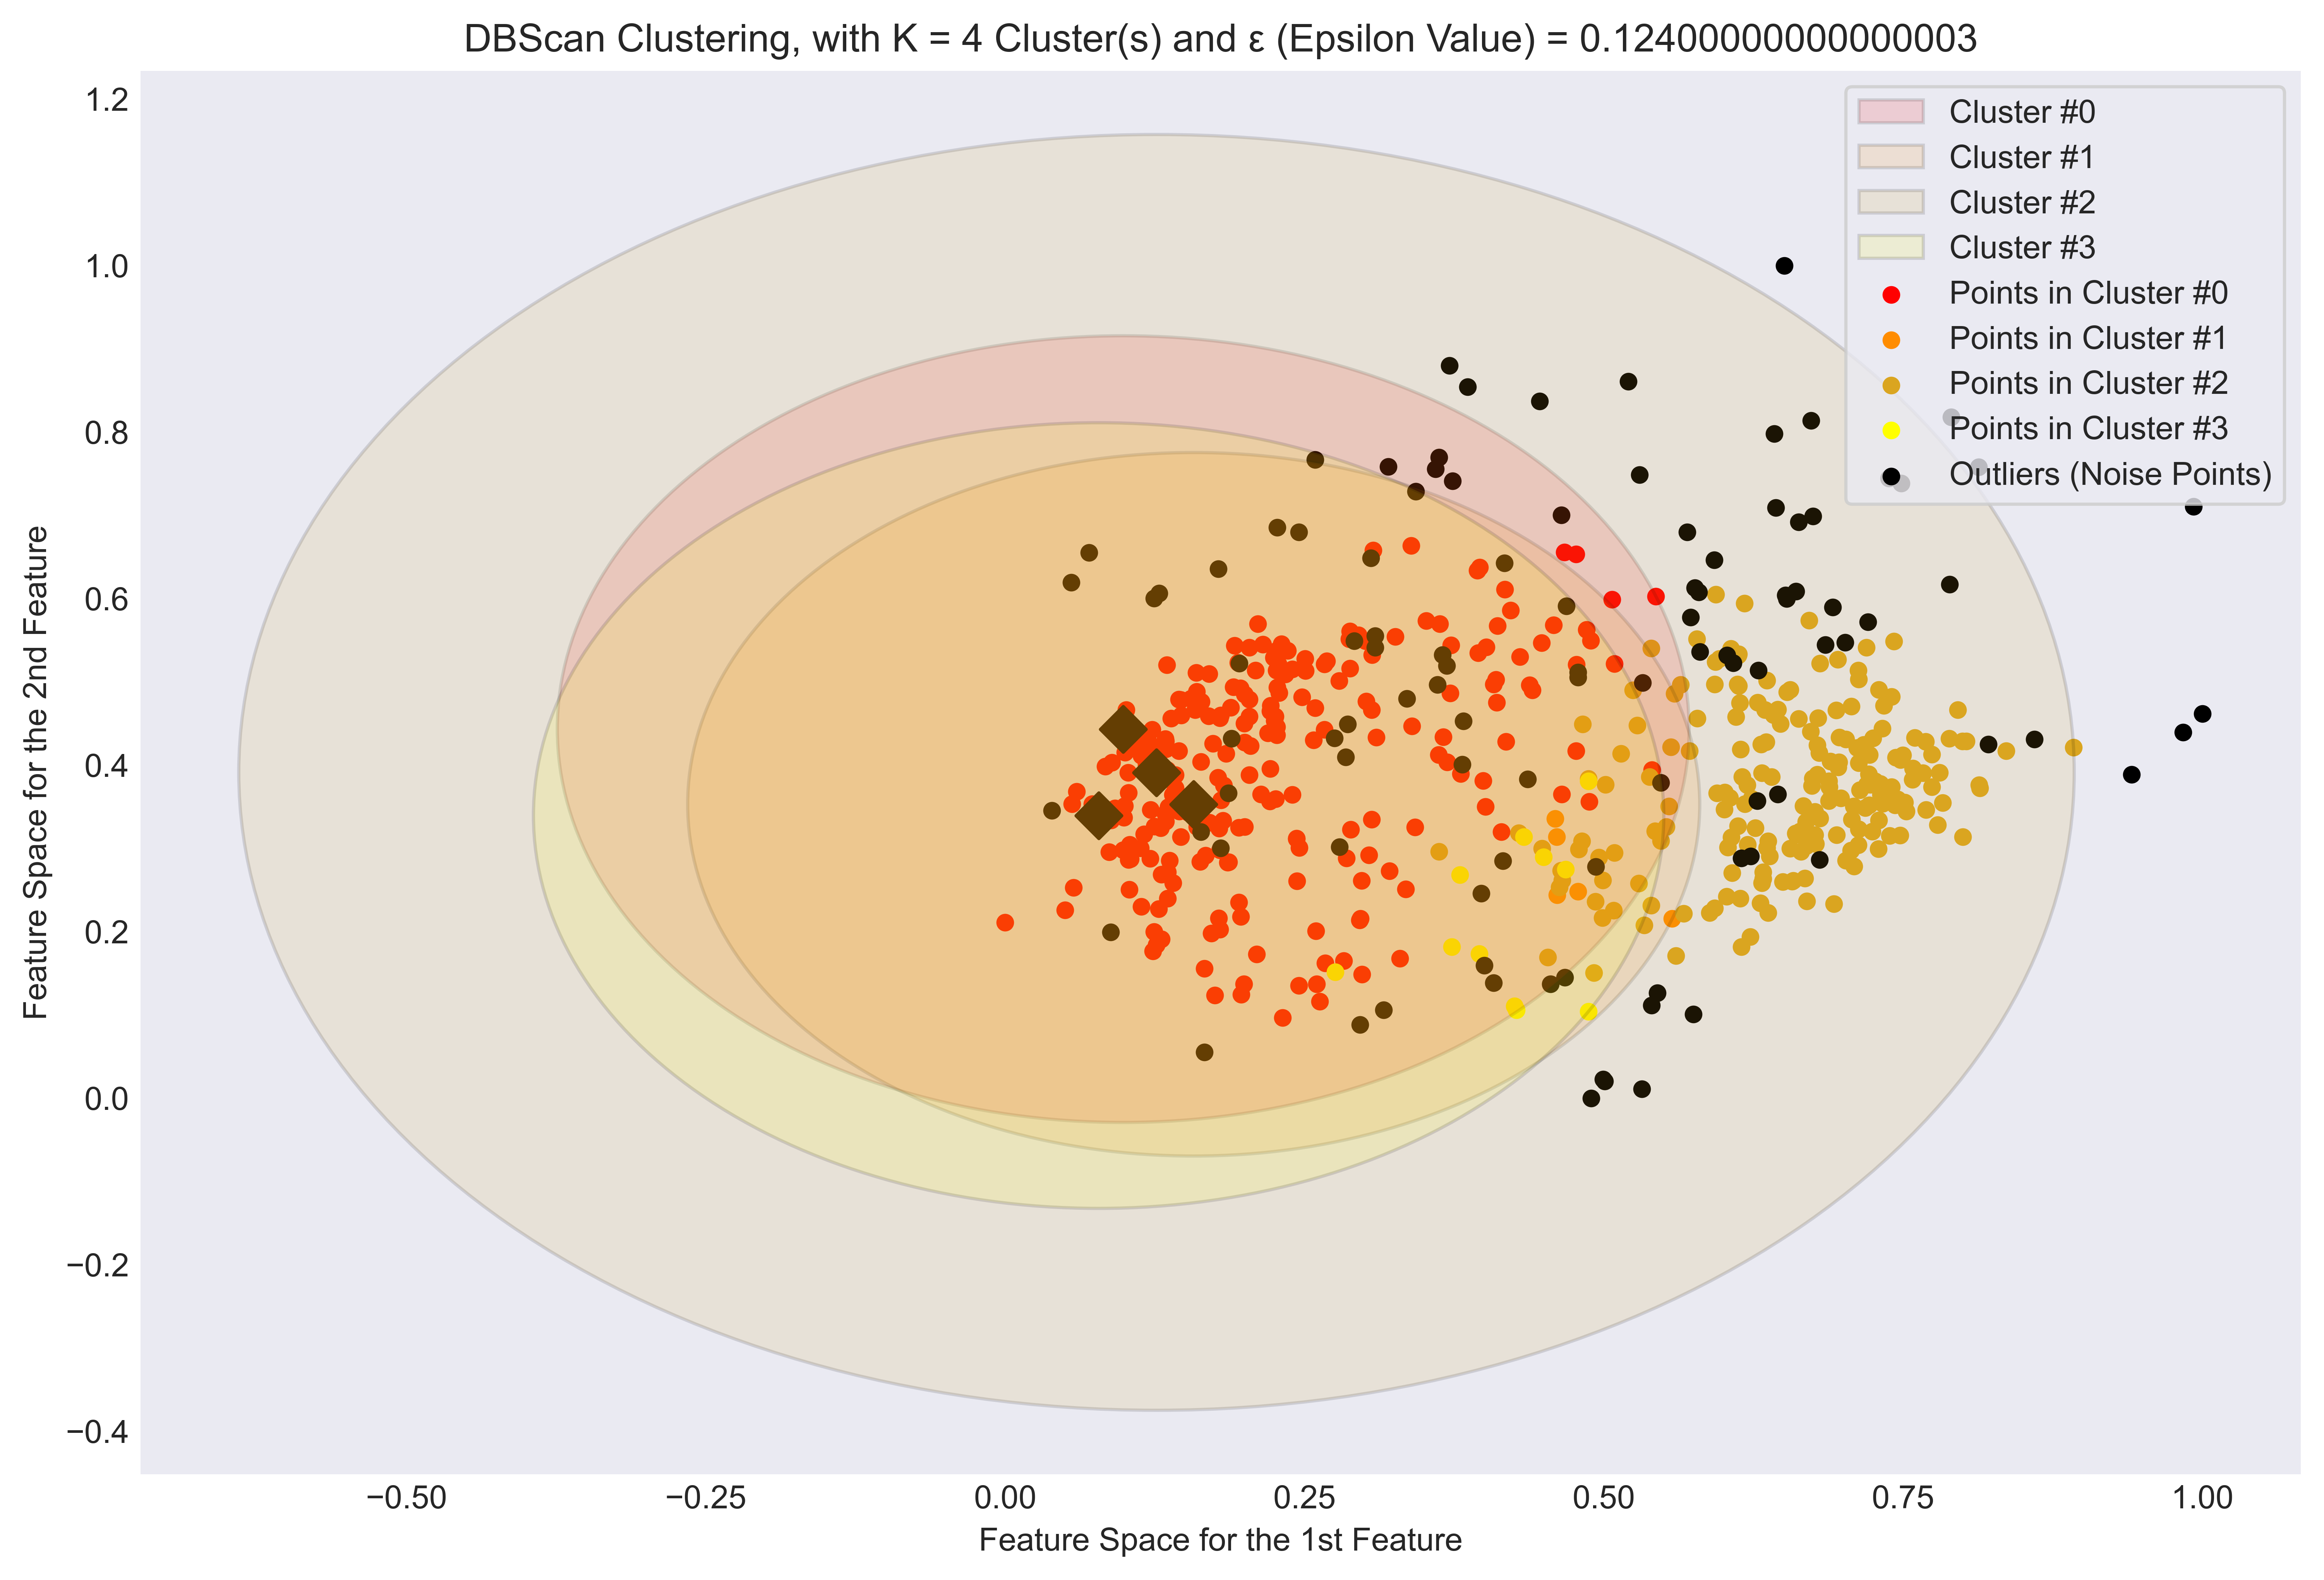 DBScan Clustering, with K = 4 Cluster(s) and ε (Epsilon Value) = 0.12400000000000003
Cluster #0
Cluster #1
Cluster #2
Cluster #3
Points in Cluster #0
Points in Cluster #1
Points in Cluster #2
Points in Cluster #3
Outliers (Noise Points)
Feature Space for the 2nd Feature
1.2
1.0
0.8
0.6
0.4
0.2
0.0
−0.2
−0.4
−0.50 −0.25 0.00 0.25 0.50 0.75 1.00
Feature Space for the 1st Feature